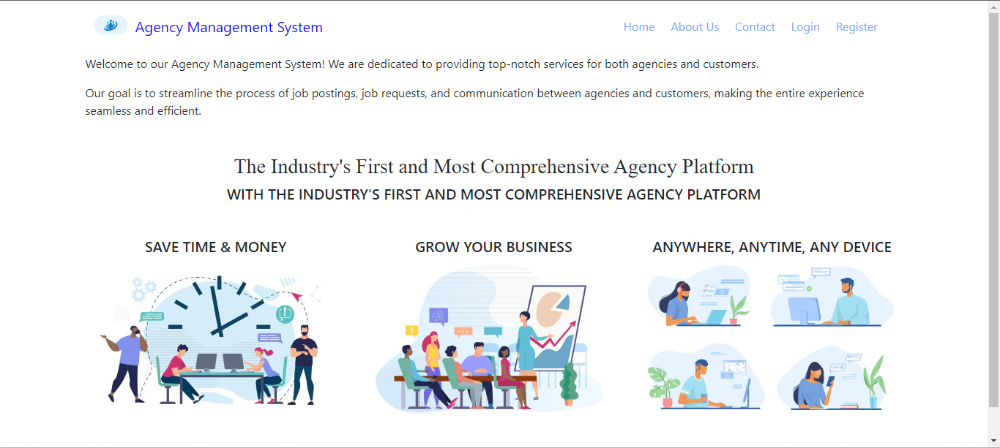 Agency Management System
Home About Us Contact Login Register
Welcome to our Agency Management System! We are dedicated to providing top-notch services for both agencies and customers.
Our goal is to streamline the process of job postings, job requests, and communication between agencies and customers, making the entire experience
seamless and efficient.
The Industry's First and Most Comprehensive Agency Platform
WITH THE INDUSTRY'S FIRST AND MOST COMPREHENSIVE AGENCY PLATFORM
SAVE TIME & MONEY
GROW YOUR BUSINESS
ANYWHERE, ANYTIME, ANY DEVICE